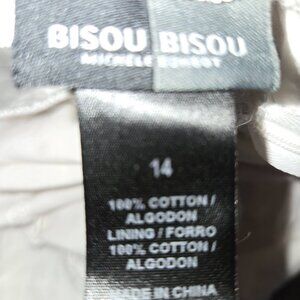 BISOU BISOU
MICHELE BOHBOT
14
100% COTTON /
ALGODON
LINING / FORRO
100% COTTON /
ALGODON
MADE IN CHINA